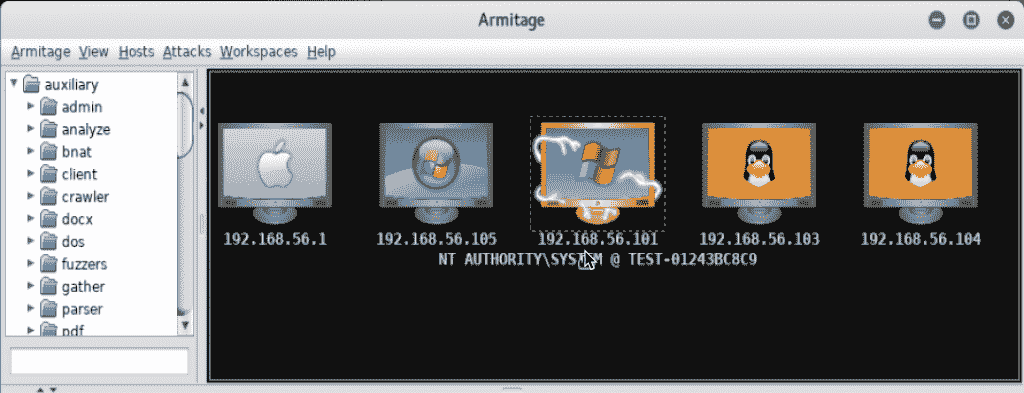 Armitage
Armitage View Hosts Attacks Workspaces Help
auxiliary
admin
analyze
bnat
client
crawler
docx
dos
fuzzers
gather
parser
pdf
192.168.56.1 192.168.56.105 192.168.56.101 192.168.56.103 192.168.56.104
NT AUTHORITY\SYSTEM @ TEST-01243BC8C9